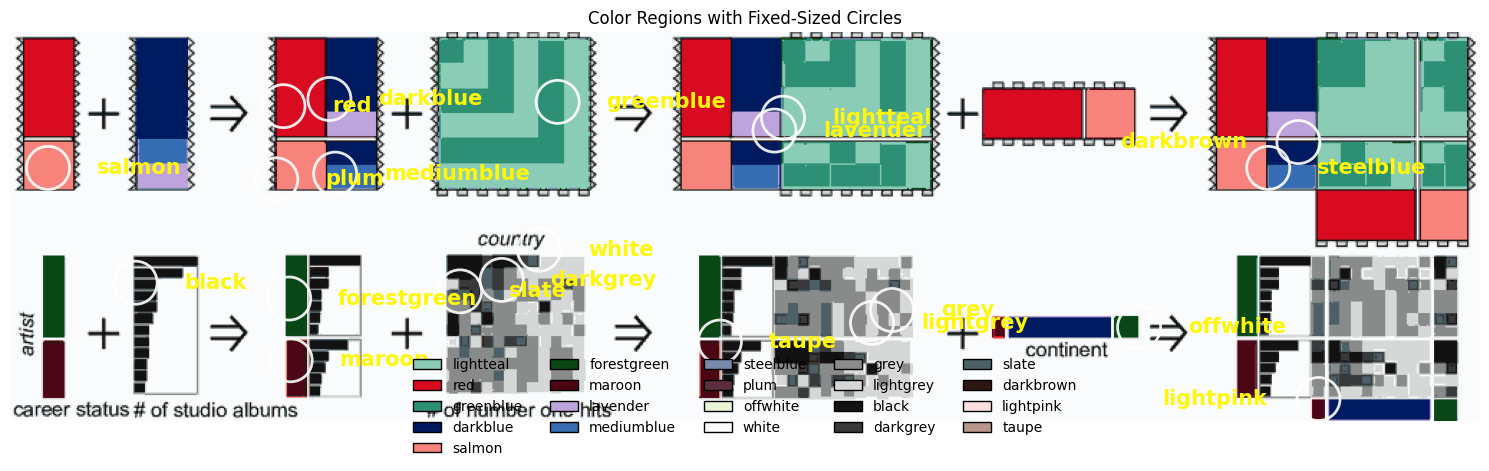 Color Regions with Fixed-Sized Circles
red
darkblue
greenblue
lightteal
lavender
darkbrown
salmon
plum
mediumblue
steelblue
country
white
black
forestgreen
slate
darkgrey
grey
lightgrey
offwhite
artist
taupe
maroon
continent
lightpink
career status
# of studio albums
# of number one hits
lightteal
red
greenblue
darkblue
salmon
forestgreen
maroon
lavender
mediumblue
steelblue
plum
offwhite
white
grey
lightgrey
black
darkgrey
slate
darkbrown
lightpink
taupe